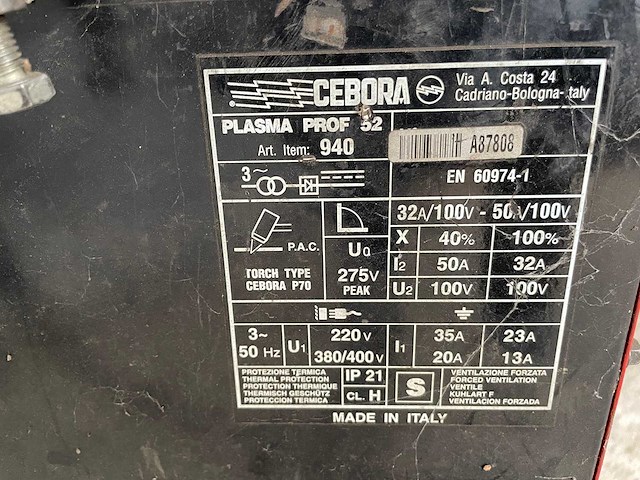 CEBORA
Via A. Costa 24
Cadriano-Bologna-Italy
PLASMA PROF 52
Art. Item: 940
H A87808
3~
EN 60974-1
32A/100V - 50A/100V
P.A.C.
TORCH TYPE
CEBORA P70
U0
275V
PEAK
X 40% 100%
I2 50A 32A
U2 100V 100V
3~
50 Hz
U1
220V
380/400V
I1
35A 23A
20A 13A
PROTEZIONE TERMICA
THERMAL PROTECTION
PROTECTION THERMIQUE
THERMISCH GESCHÜTZ
PROTECCION TERMICA
IP 21
CL. H
S
VENTILAZIONE FORZATA
FORCED VENTILATION
VENTILE
KUHLART F
VENTILACION FORZADA
MADE IN ITALY